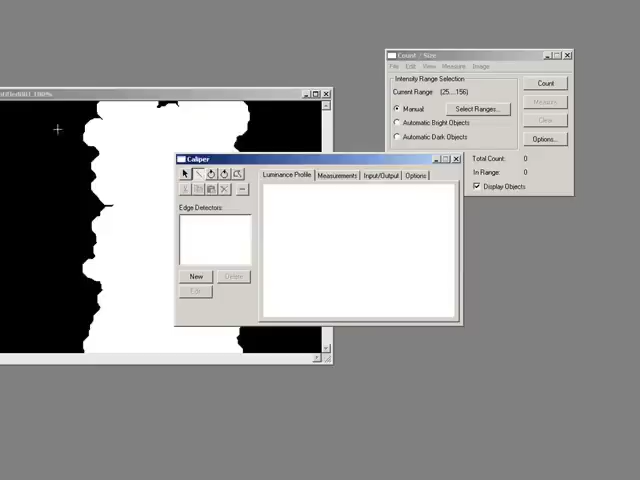 Count / Size
File Edit View Measure Image
Intensity Range Selection
Current Range (25...156)
Manual
Select Ranges...
Automatic Bright Objects
Automatic Dark Objects
Count
Measure
Clear
Options...
Total Count: 0
In Range: 0
Display Objects
Caliper
Luminance Profile
Measurements
Input/Output
Options
Edge Detectors:
New
Delete
Edit